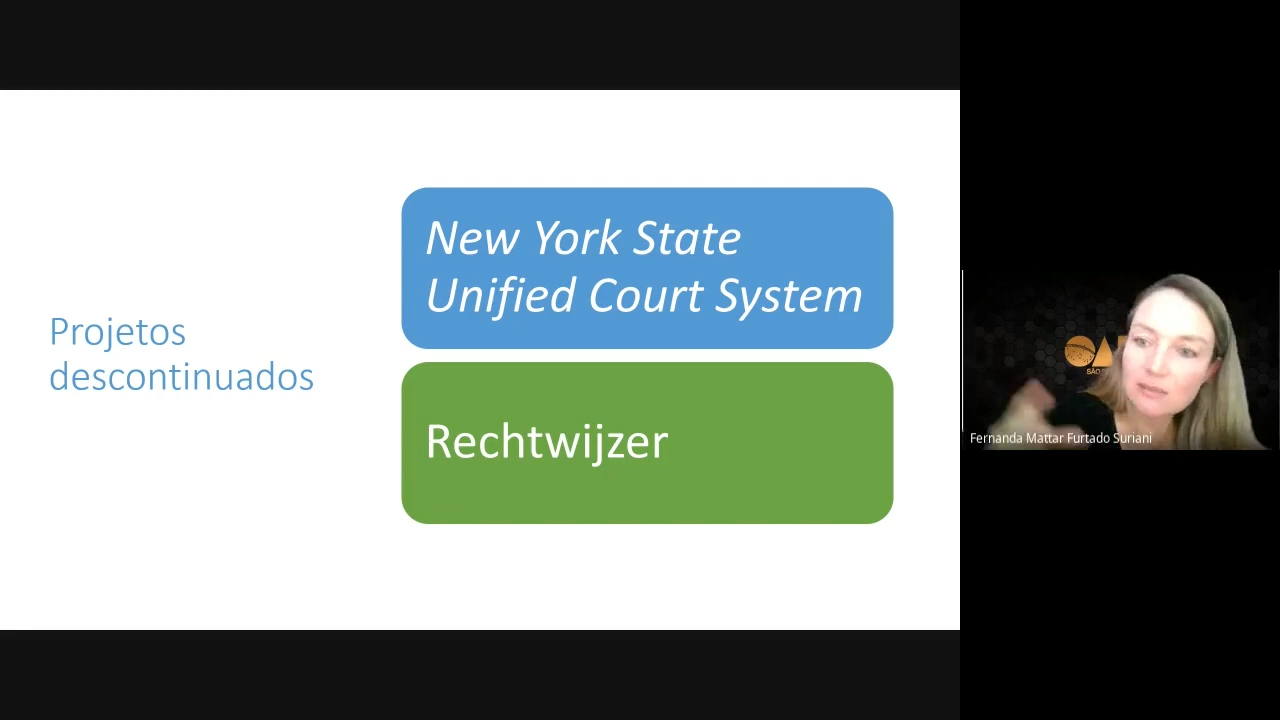 Projetos
descontinuados
New York State
Unified Court System
Rechtwijzer
Fernanda Mattar Furtado Suriani